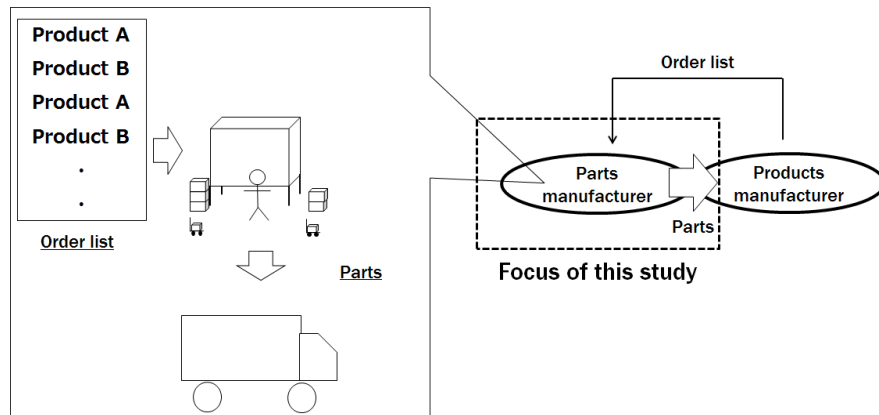 Product A
Product B
Product A
Product B
.
.
Order list
Parts
Order list
Parts
manufacturer
Products
manufacturer
Parts
Focus of this study